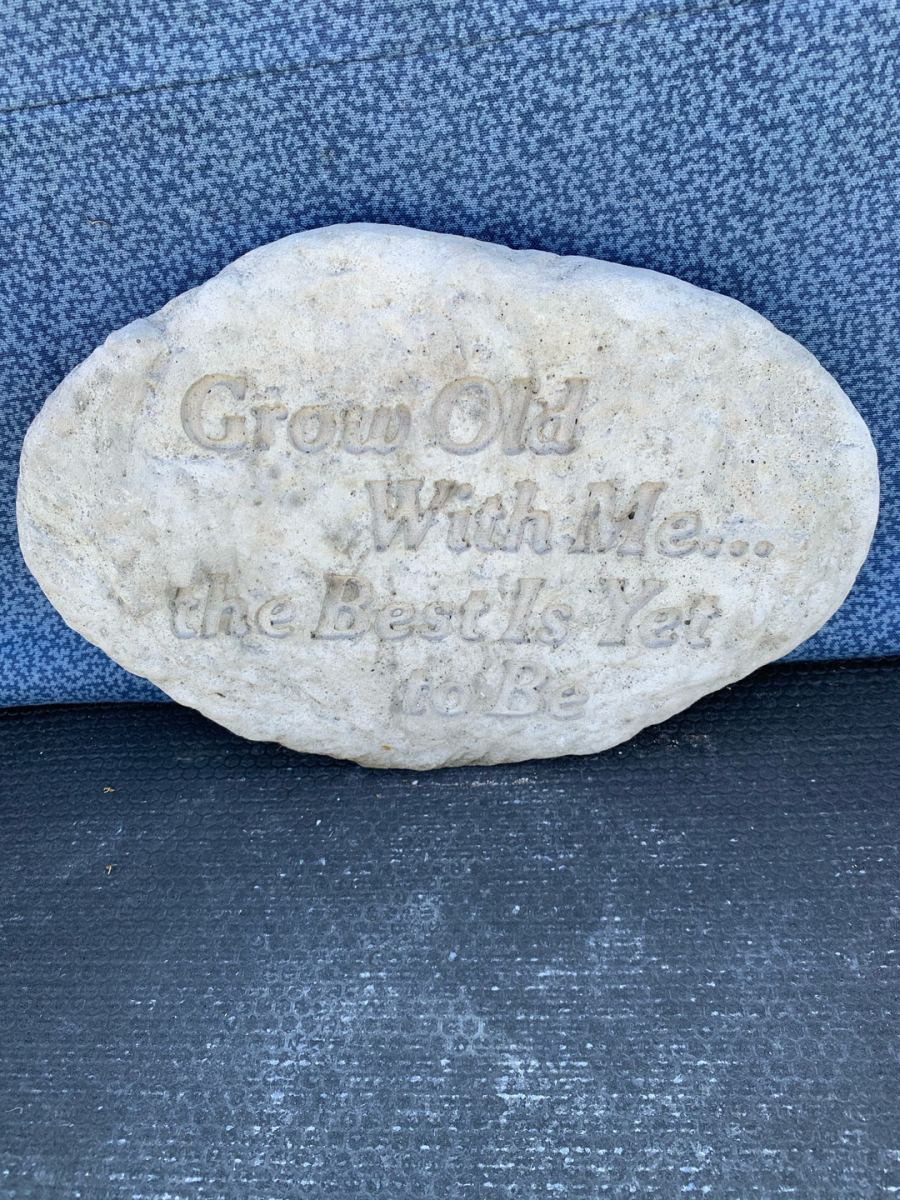 Grow Old
With Me...
the Best Is Yet
to Be